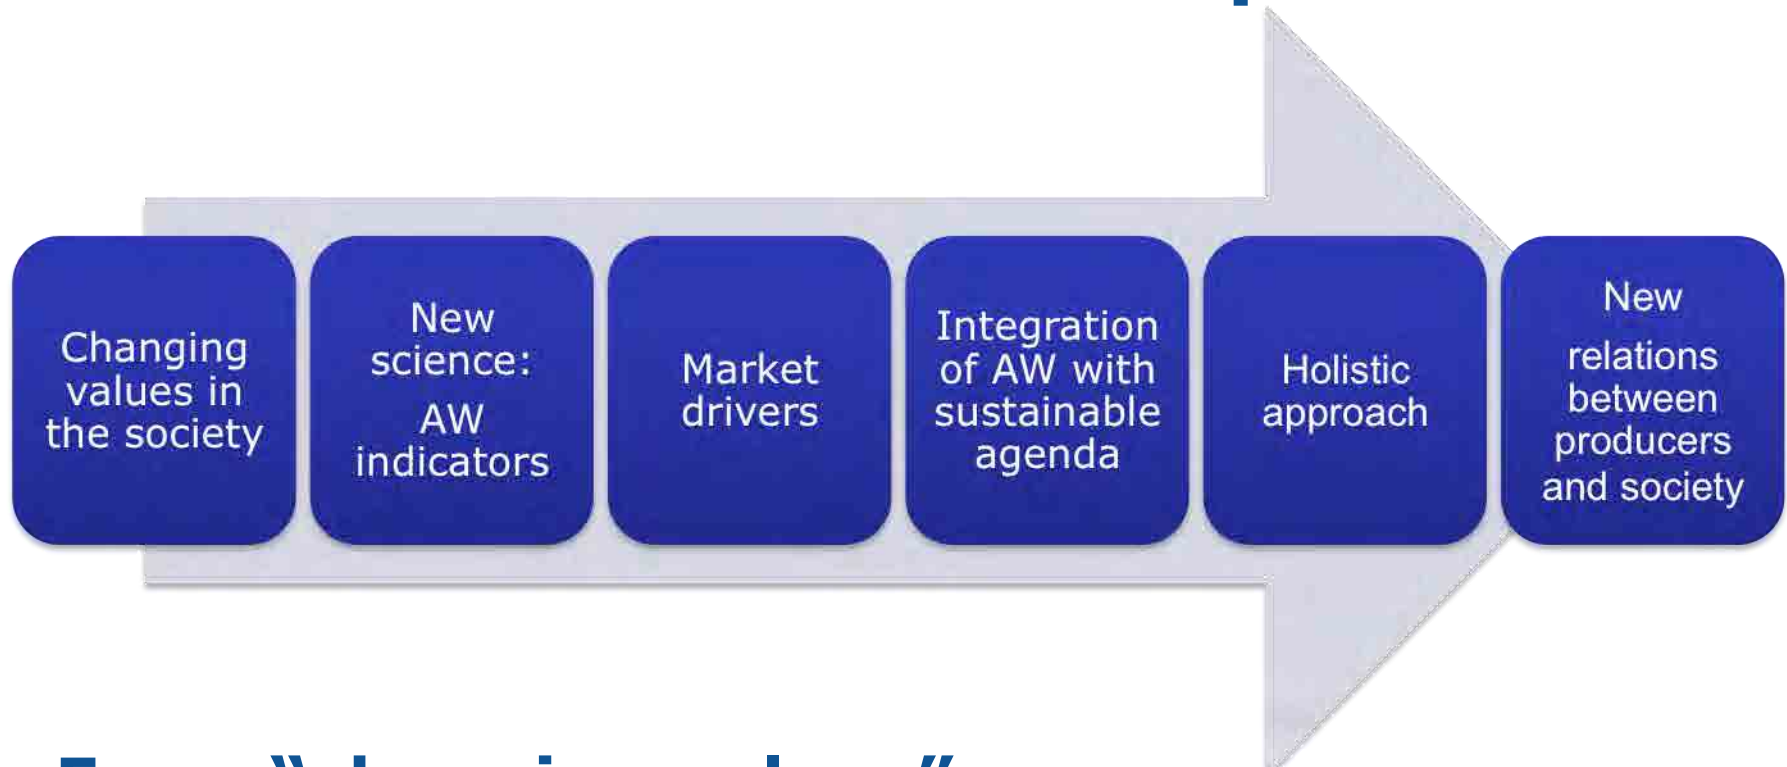 Changing
values in
the society
New
science:
AW
indicators
Market
drivers
Integration
of AW with
sustainable
agenda
Holistic
approach
New
relations
between
producers
and society